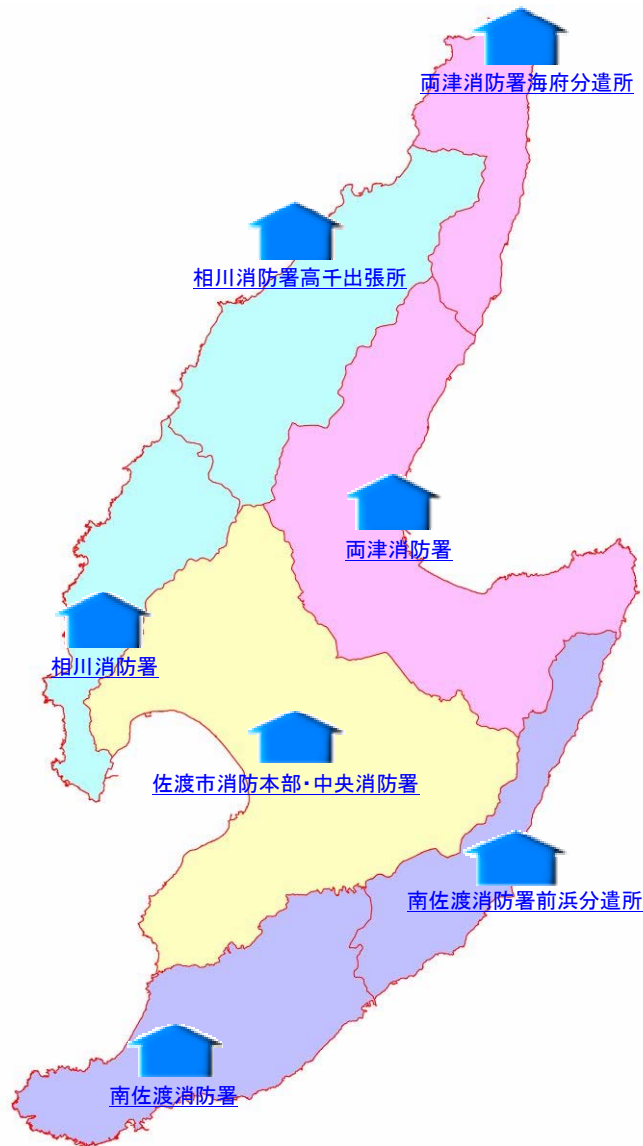 両津消防署海府分遣所
相川消防署高千出張所
両津消防署
相川消防署
佐渡市消防本部・中央消防署
南佐渡消防署前浜分遣所
南佐渡消防署